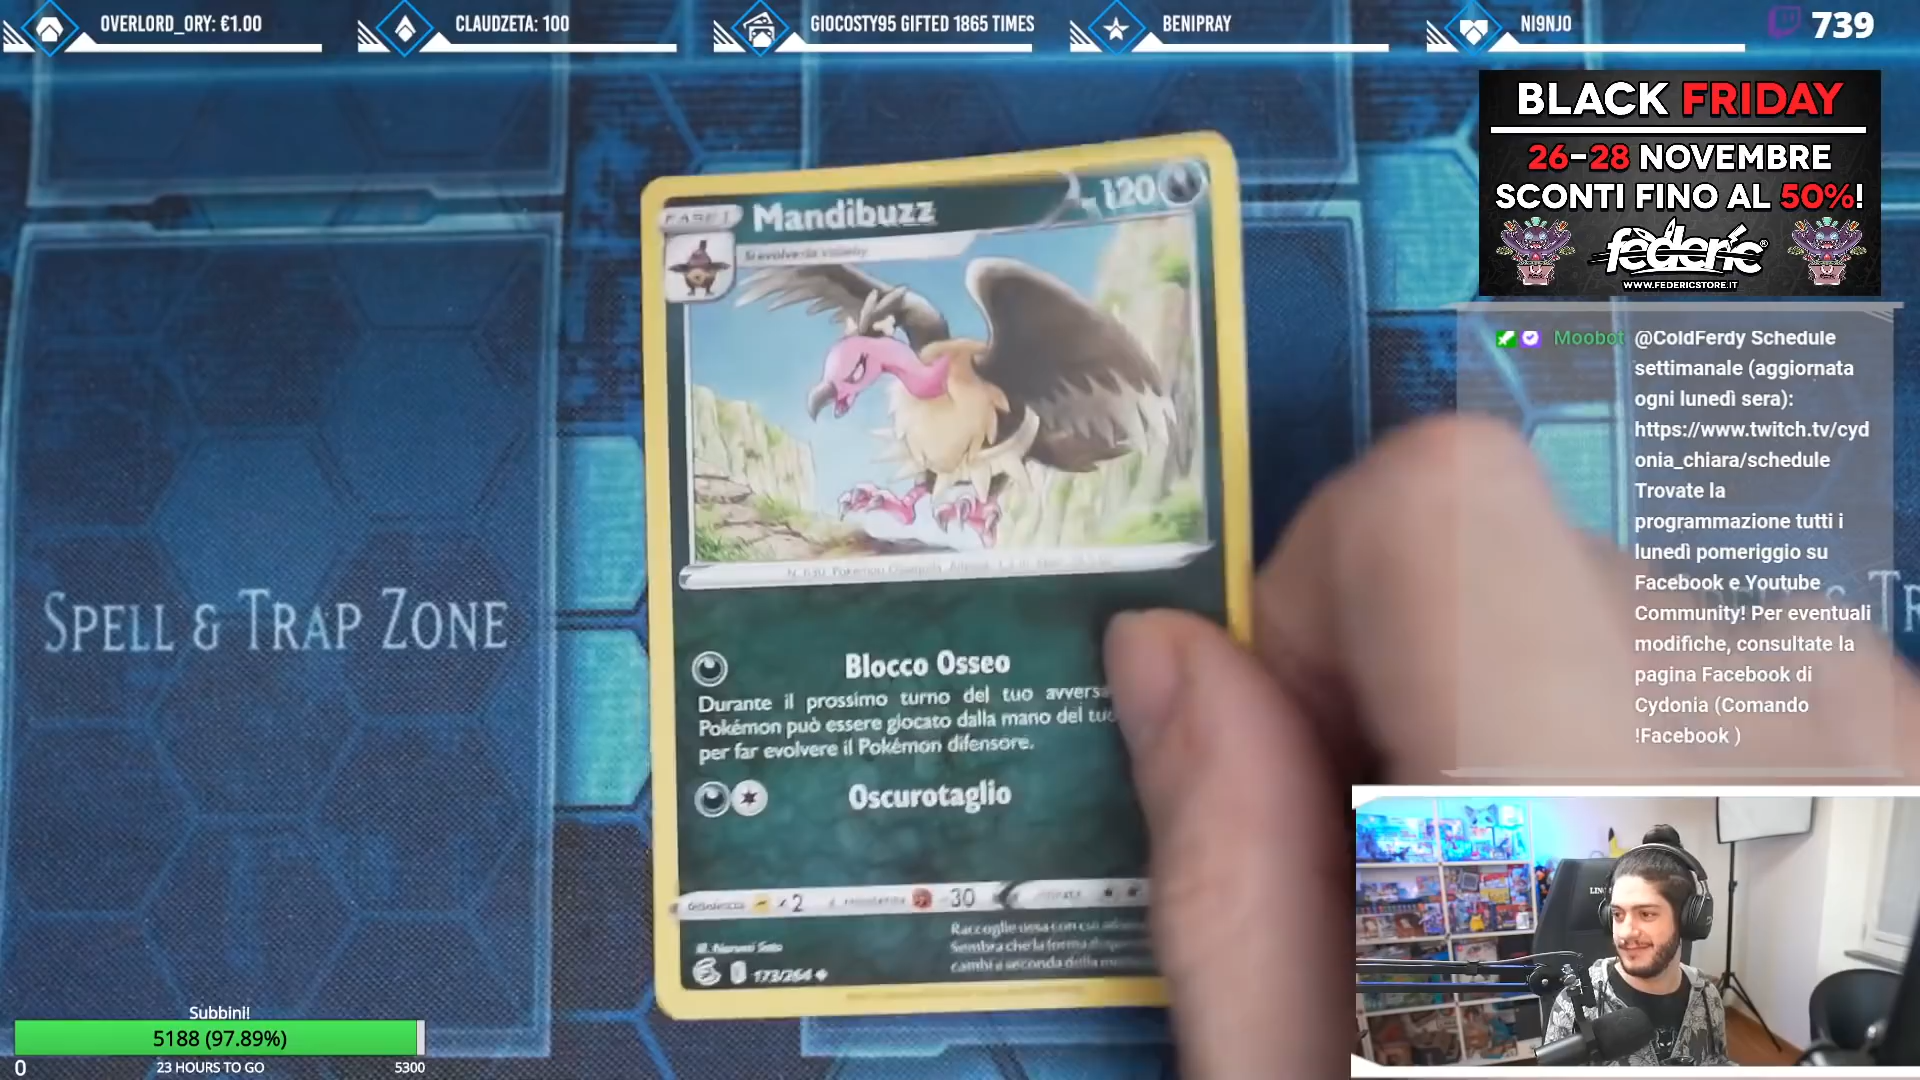 OVERLORD_ORY: €1.00
CLAUDZETA: 100
GIOCOSTY95 GIFTED 1865 TIMES
BENIPRAY
NI9NJO
739
BLACK FRIDAY
26-28 NOVEMBRE
SCONTI FINO AL 50%!
federic
WWW.FEDERICSTORE.IT
Moobot @ColdFerdy Schedule
settimanale (aggiornata
ogni lunedì sera):
https://www.twitch.tv/cyd
onia_chiara/schedule
Trovate la
programmazione tutti i
lunedì pomeriggio su
Facebook e Youtube
Community! Per eventuali
modifiche, consultate la
pagina Facebook di
Cydonia (Comando
!Facebook )
Mandibuzz
120
SPELL & TRAP ZONE
Blocco Osseo
Durante il prossimo turno del tuo
Pokémon può essere giocato dalla mano del
per far evolvere il Pokémon difensore.
Oscurotaglio
2
30
173/264
Subbini!
5188 (97.89%)
0
23 HOURS TO GO
5300